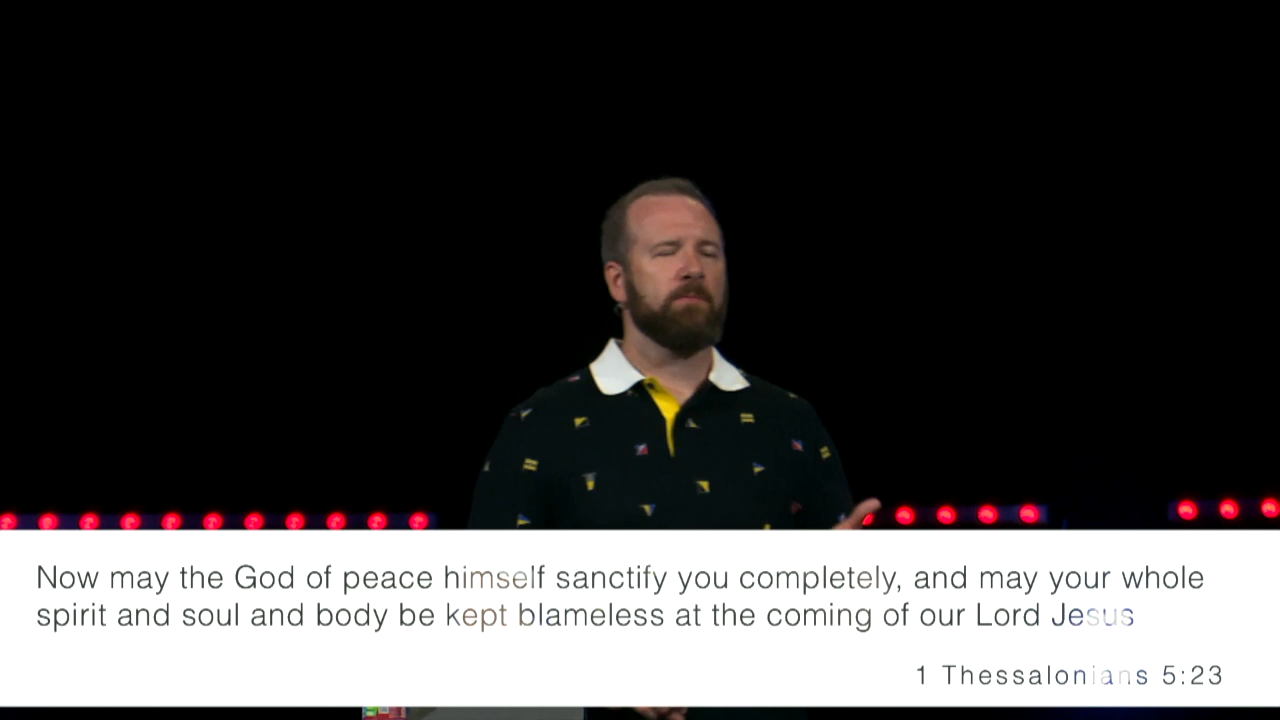 Now may the God of peace himself sanctify you completely, and may your whole
spirit and soul and body be kept blameless at the coming of our Lord Jesus
1 Thessalonians 5:23